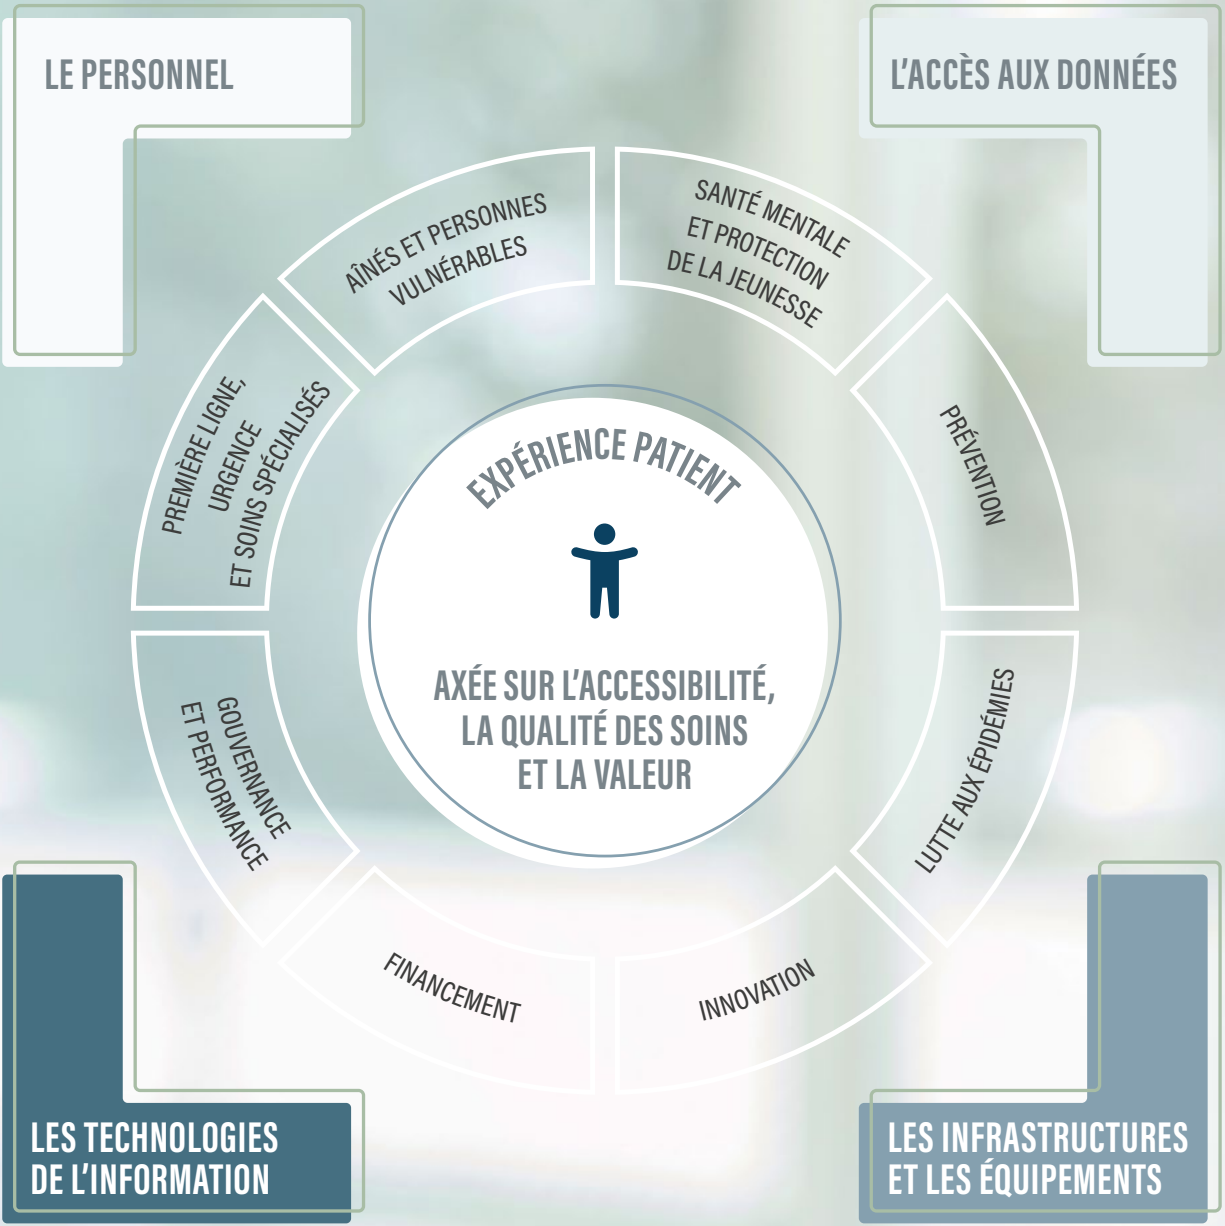 LE PERSONNEL
L'ACCÈS AUX DONNÉES
AÎNÉS ET PERSONNES
VULNÉRABLES
SANTÉ MENTALE
ET PROTECTION
DE LA JEUNESSE
PREMIÈRE LIGNE,
URGENCE
ET SOINS SPÉCIALISÉS
PRÉVENTION
EXPÉRIENCE PATIENT
AXÉE SUR L'ACCESSIBILITÉ,
LA QUALITÉ DES SOINS
ET LA VALEUR
GOUVERNANCE
ET PERFORMANCE
LUTTE AUX ÉPIDÉMIES
FINANCEMENT
INNOVATION
LES TECHNOLOGIES
DE L'INFORMATION
LES INFRASTRUCTURES
ET LES ÉQUIPEMENTS